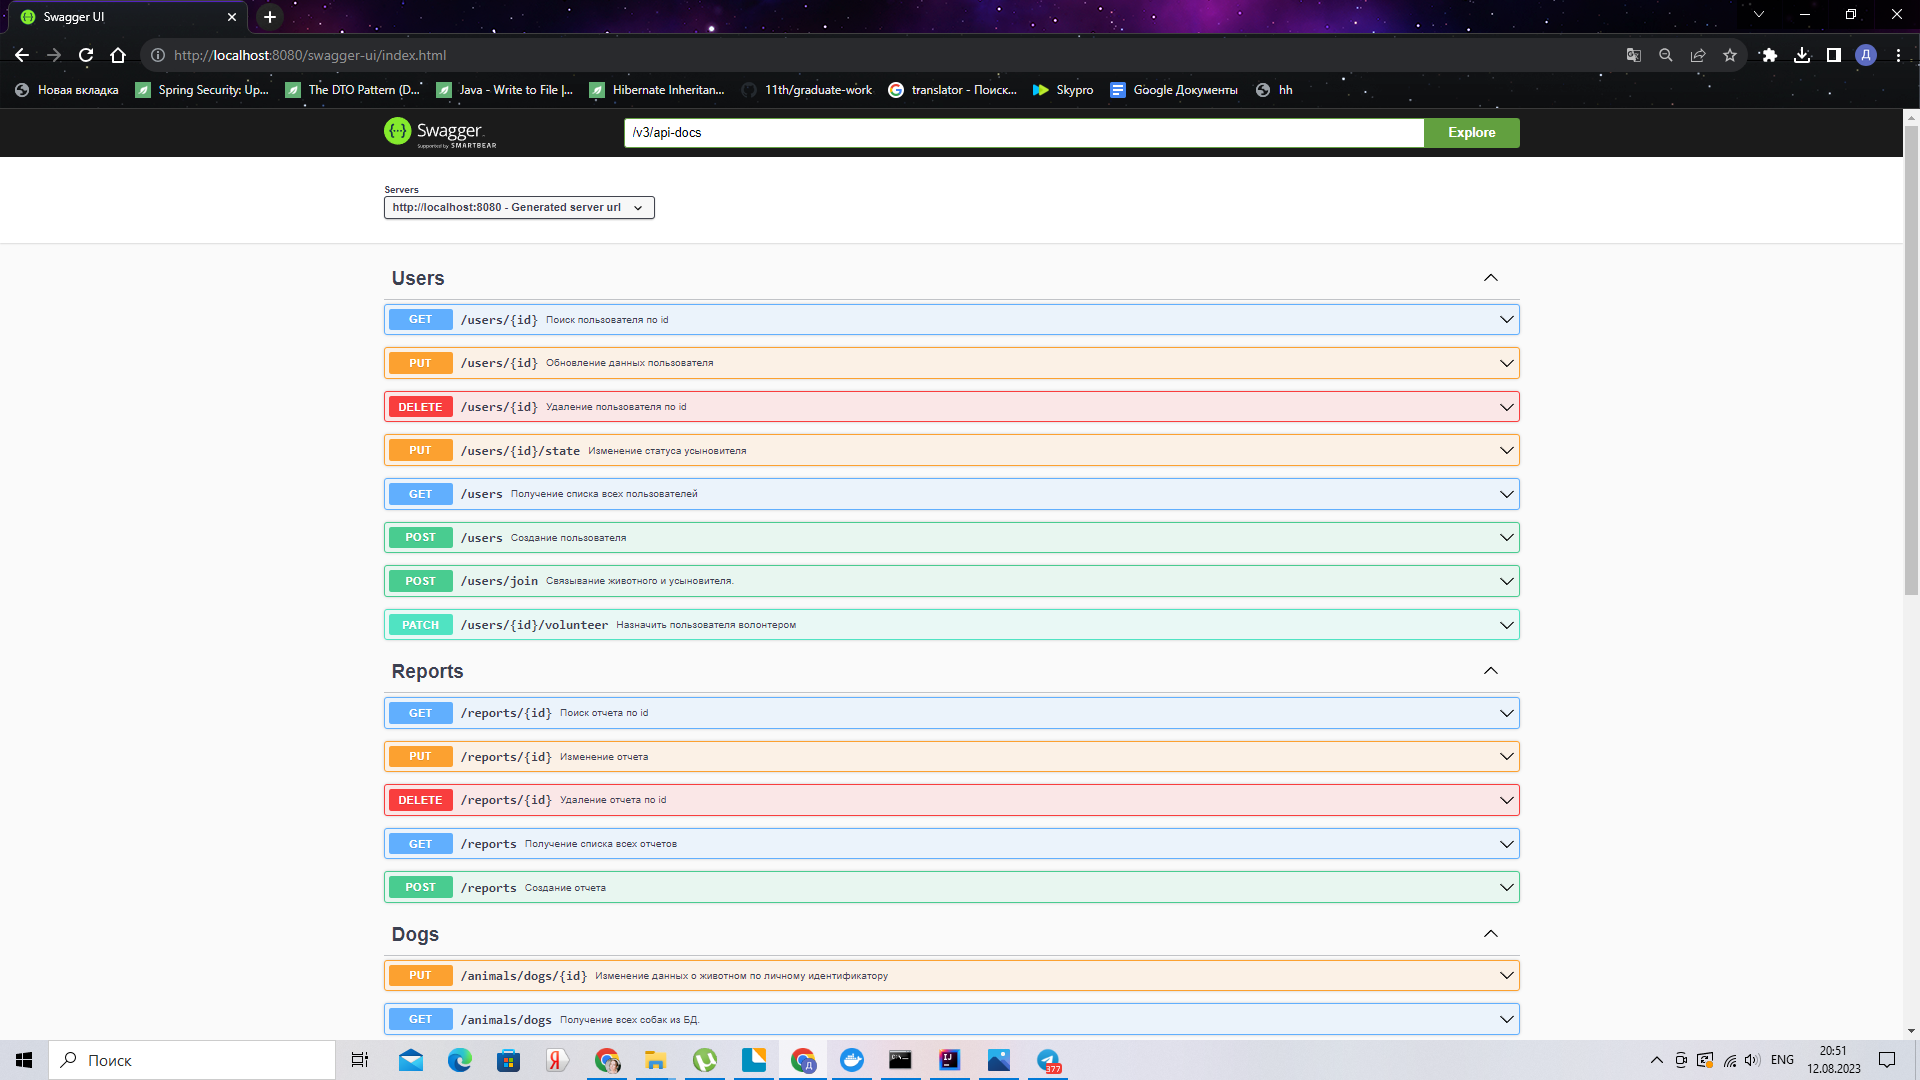 Swagger UI
http://localhost:8080/swagger-ui/index.html
Д
Новая вкладка
Spring Security: Up...
The DTO Pattern (D...
Java - Write to File |...
Hibernate Inheritan...
11th/graduate-work
translator - Поиск...
Skypro
Google Документы
hh
Swagger
Supported by SMARTBEAR
/v3/api-docs
Explore
Servers
http://localhost:8080 - Generated server url
Users
GET /users/{id} Поиск пользователя по id
PUT /users/{id} Обновление данных пользователя
DELETE /users/{id} Удаление пользователя по id
PUT /users/{id}/state Изменение статуса усыновителя
GET /users Получение списка всех пользователей
POST /users Создание пользователя
POST /users/join Связывание животного и усыновителя.
PATCH /users/{id}/volunteer Назначить пользователя волонтером
Reports
GET /reports/{id} Поиск отчета по id
PUT /reports/{id} Изменение отчета
DELETE /reports/{id} Удаление отчета по id
GET /reports Получение списка всех отчетов
POST /reports Создание отчета
Dogs
PUT /animals/dogs/{id} Изменение данных о животном по личному идентификатору
GET /animals/dogs Получение всех собак из БД.
Поиск
Я
Д
IJ
377
ENG
20:51
12.08.2023